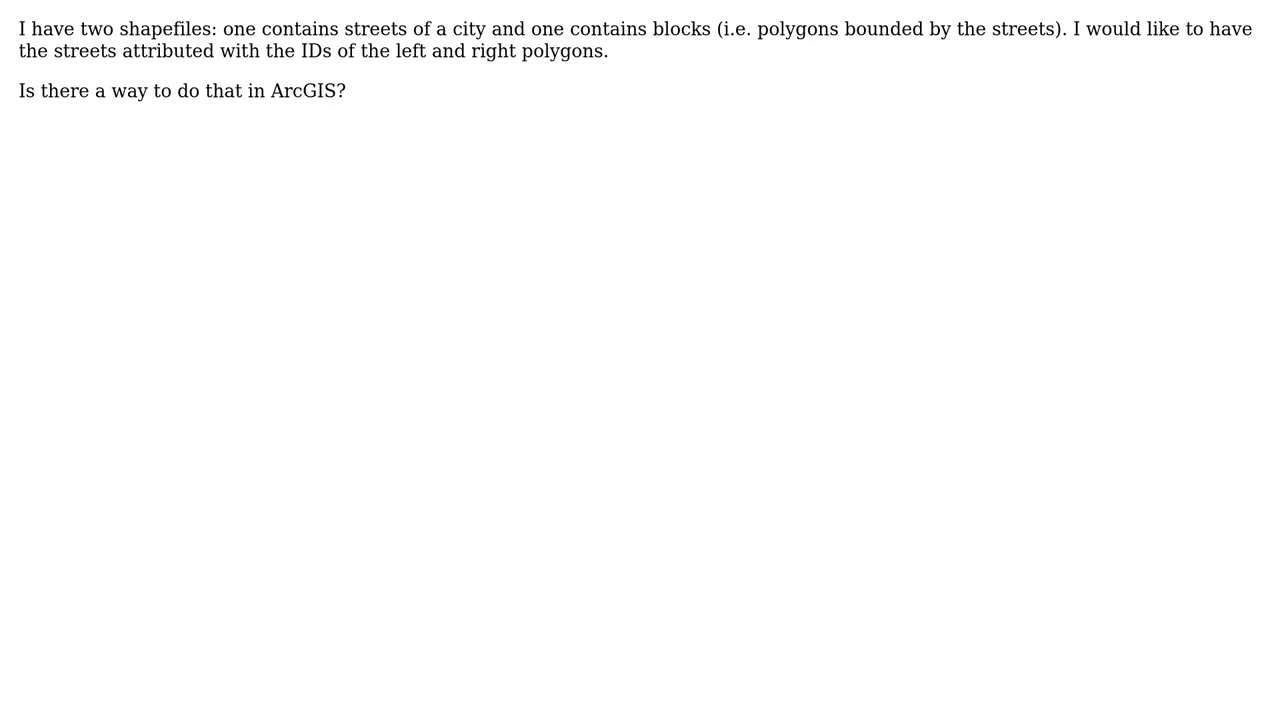 I have two shapefiles: one contains streets of a city and one contains blocks (i.e. polygons bounded by the streets). I would like to have
the streets attributed with the IDs of the left and right polygons.
Is there a way to do that in ArcGIS?